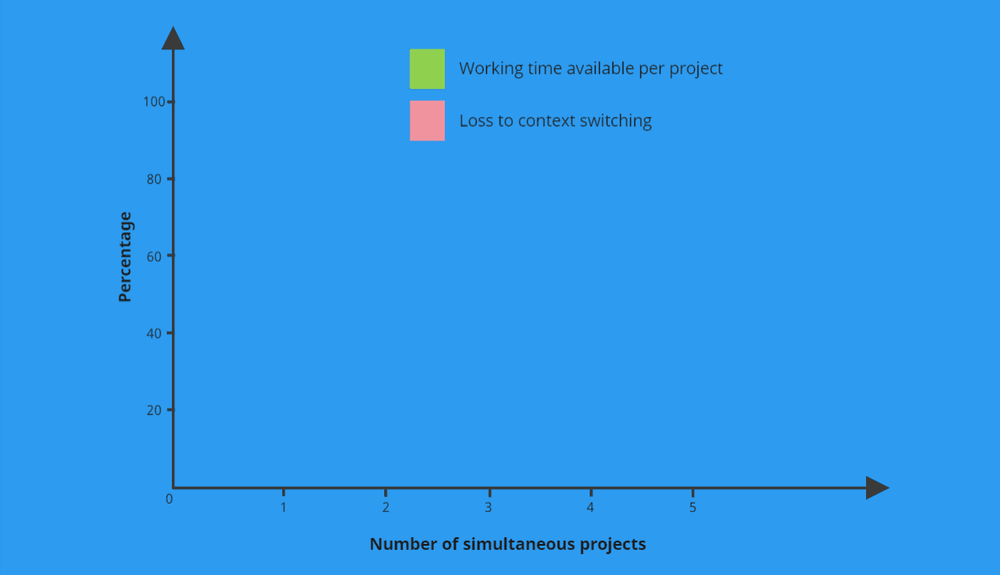 Working time available per project
Loss to context switching
Percentage
100
80
60
40
20
0
1 2 3 4 5
Number of simultaneous projects